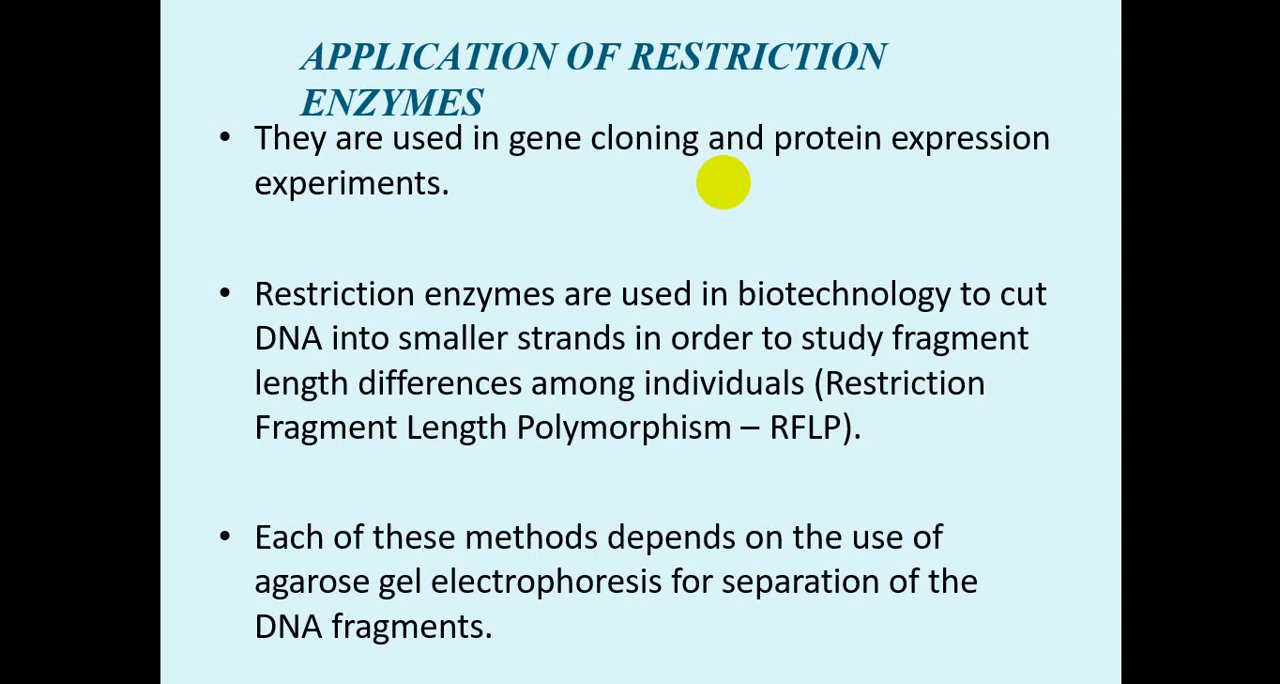 APPLICATION OF RESTRICTION
ENZYMES
• They are used in gene cloning and protein expression
experiments.
• Restriction enzymes are used in biotechnology to cut
DNA into smaller strands in order to study fragment
length differences among individuals (Restriction
Fragment Length Polymorphism – RFLP).
• Each of these methods depends on the use of
agarose gel electrophoresis for separation of the
DNA fragments.